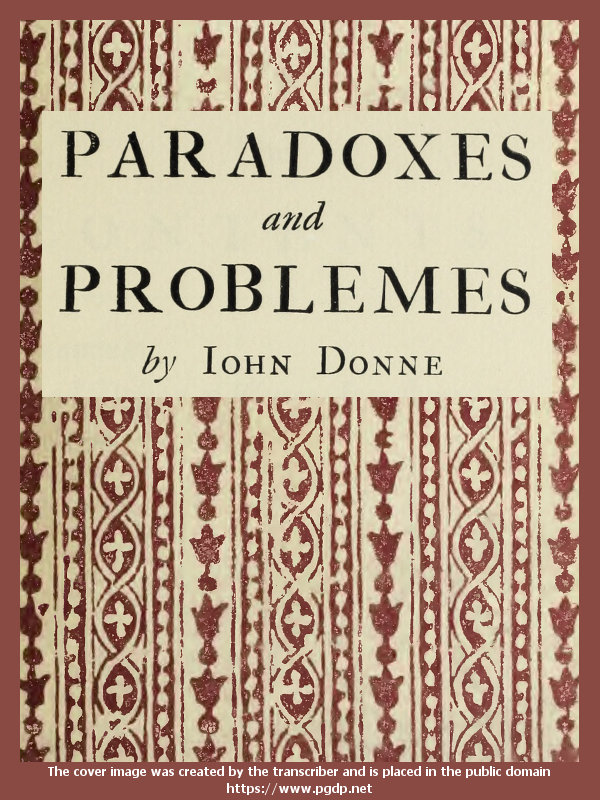 PARADOXES
and
PROBLEMES
by IOHN DONNE
The cover image was created by the transcriber and is placed in the public domain
https://www.pgdp.net